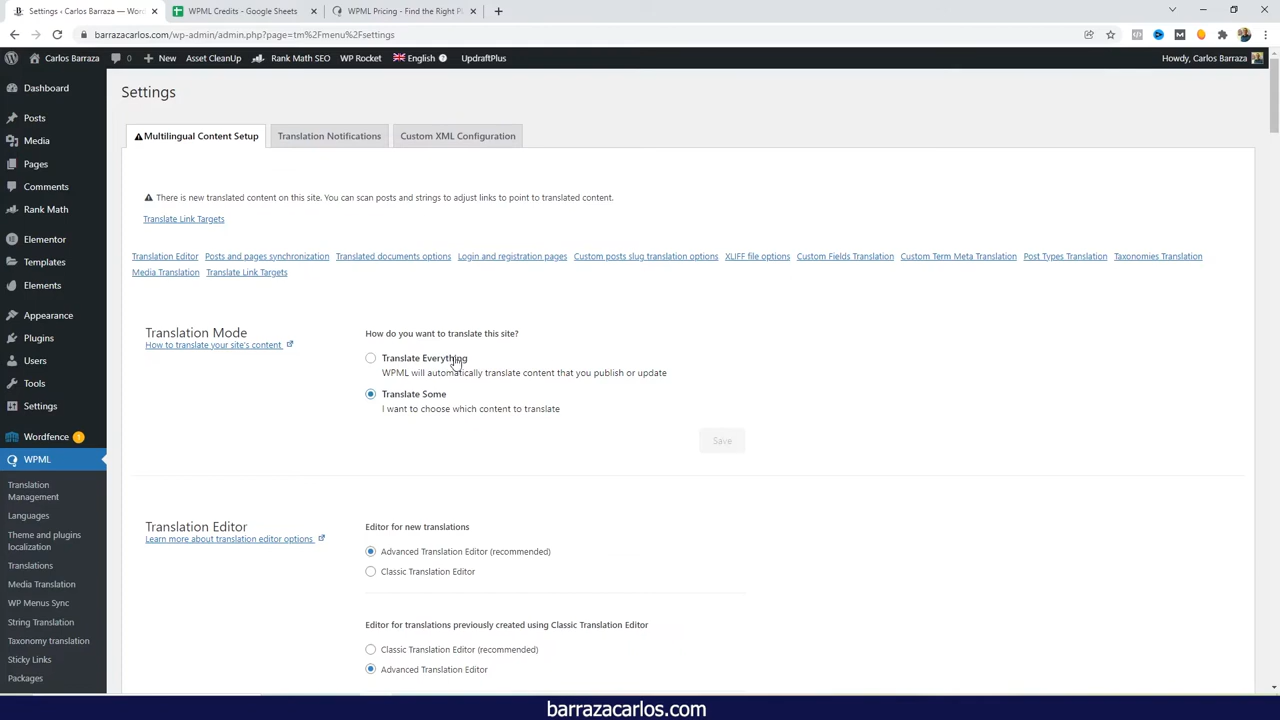 Settings ‹ Carlos Barraza — Wor
WPML Credits - Google Sheets
WPML Pricing - Find the Right P
barrazacarlos.com/wp-admin/admin.php?page=tm%2Fmenu%2Fsettings
Carlos Barraza
0
New
Asset CleanUp
Rank Math SEO
WP Rocket
English
UpdraftPlus
Howdy, Carlos Barraza
Dashboard
Posts
Media
Pages
Comments
Rank Math
Elementor
Templates
Elements
Appearance
Plugins
Users
Tools
Settings
Wordfence 1
WPML
Translation
Management
Languages
Theme and plugins
localization
Translations
Media Translation
WP Menus Sync
String Translation
Taxonomy translation
Sticky Links
Packages
Settings
Multilingual Content Setup
Translation Notifications
Custom XML Configuration
There is new translated content on this site. You can scan posts and strings to adjust links to point to translated content.
Translate Link Targets
Translation Editor Posts and pages synchronization Translated documents options Login and registration pages Custom posts slug translation options XLIFF file options Custom Fields Translation Custom Term Meta Translation Post Types Translation Taxonomies Translation
Media Translation Translate Link Targets
Translation Mode
How to translate your site's content
How do you want to translate this site?
Translate Everything
WPML will automatically translate content that you publish or update
Translate Some
I want to choose which content to translate
Save
Translation Editor
Learn more about translation editor options
Editor for new translations
Advanced Translation Editor (recommended)
Classic Translation Editor
Editor for translations previously created using Classic Translation Editor
Classic Translation Editor (recommended)
Advanced Translation Editor
barrazacarlos.com